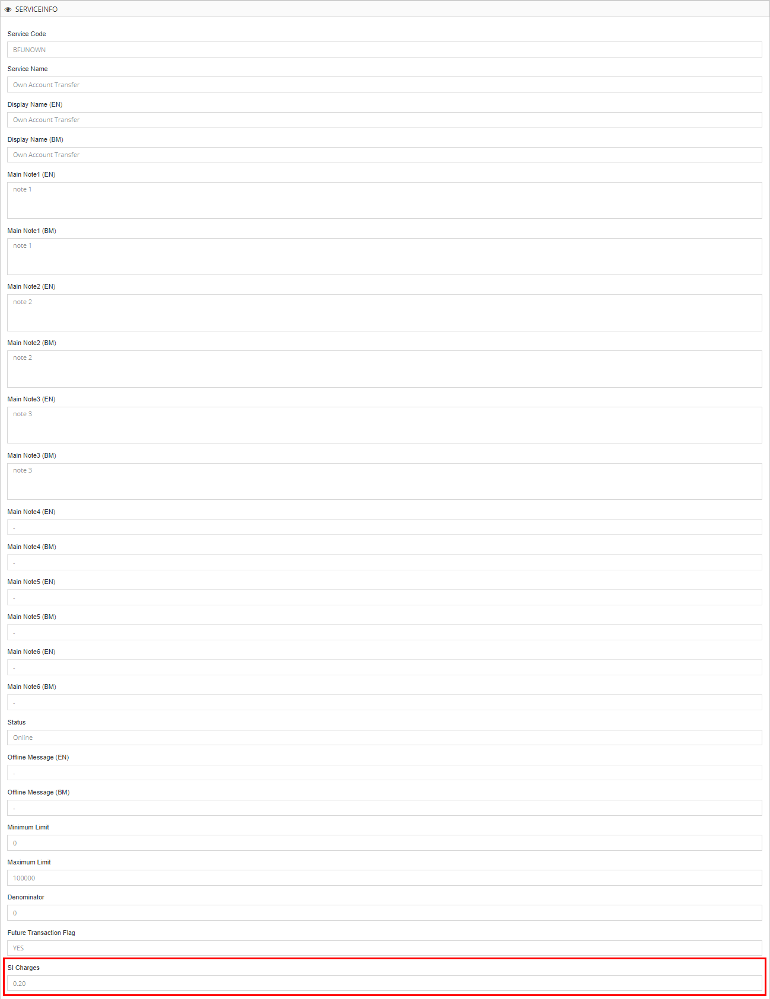 SERVICEINFO
Service Code
BFUNOWN
Service Name
Own Account Transfer
Display Name (EN)
Own Account Transfer
Display Name (BM)
Own Account Transfer
Main Note1 (EN)
note 1
Main Note1 (BM)
note 1
Main Note2 (EN)
note 2
Main Note2 (BM)
note 2
Main Note3 (EN)
note 3
Main Note3 (BM)
note 3
Main Note4 (EN)
-
Main Note4 (BM)
-
Main Note5 (EN)
-
Main Note5 (BM)
-
Main Note6 (EN)
-
Main Note6 (BM)
-
Status
Online
Offline Message (EN)
-
Offline Message (BM)
-
Minimum Limit
0
Maximum Limit
100000
Denominator
0
Future Transaction Flag
YES
SI Charges
0.20